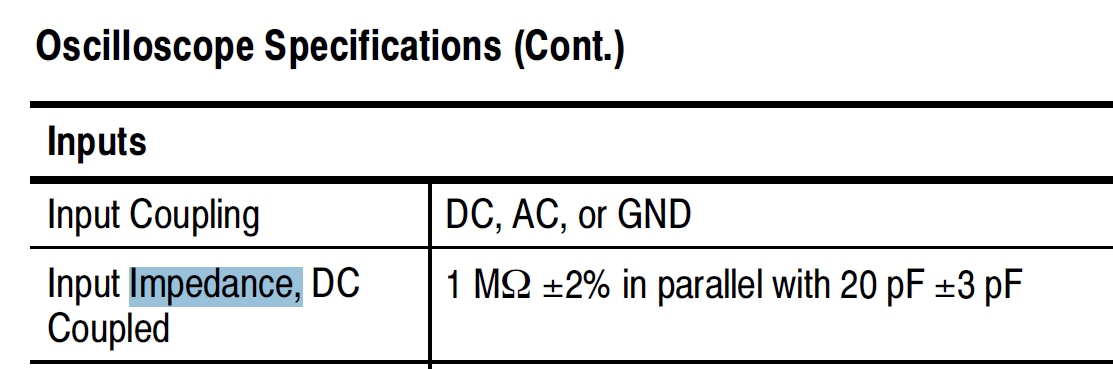 Oscilloscope Specifications (Cont.)
Inputs
Input Coupling
DC, AC, or GND
Input Impedance, DC
Coupled
1 MΩ ±2% in parallel with 20 pF ±3 pF